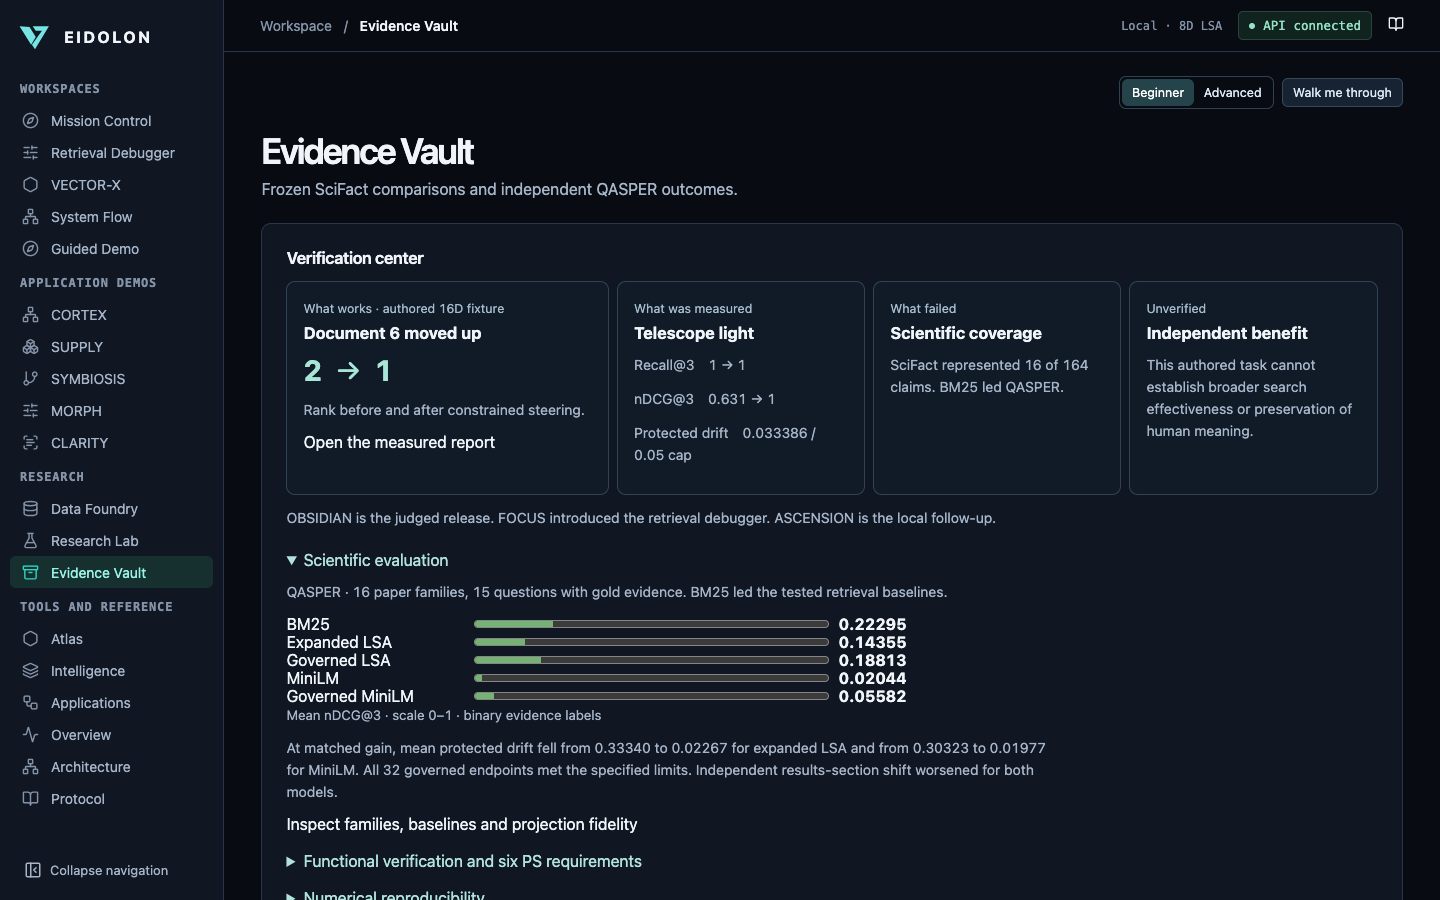 EIDOLON
WORKSPACES
Mission Control
Retrieval Debugger
VECTOR-X
System Flow
Guided Demo
APPLICATION DEMOS
CORTEX
SUPPLY
SYMBIOSIS
MORPH
CLARITY
RESEARCH
Data Foundry
Research Lab
Evidence Vault
TOOLS AND REFERENCE
Atlas
Intelligence
Applications
Overview
Architecture
Protocol
Collapse navigation
Workspace / Evidence Vault
Local · 8D LSA
● API connected
Beginner
Advanced
Walk me through
Evidence Vault
Frozen SciFact comparisons and independent QASPER outcomes.
Verification center
What works · authored 16D fixture
Document 6 moved up
2 → 1
Rank before and after constrained steering.
Open the measured report
What was measured
Telescope light
Recall@3 1 → 1
nDCG@3 0.631 → 1
Protected drift 0.033386 /
0.05 cap
What failed
Scientific coverage
SciFact represented 16 of 164
claims. BM25 led QASPER.
Unverified
Independent benefit
This authored task cannot
establish broader search
effectiveness or preservation of
human meaning.
OBSIDIAN is the judged release. FOCUS introduced the retrieval debugger. ASCENSION is the local follow-up.
▼ Scientific evaluation
QASPER · 16 paper families, 15 questions with gold evidence. BM25 led the tested retrieval baselines.
BM25 0.22295
Expanded LSA 0.14355
Governed LSA 0.18813
MiniLM 0.02044
Governed MiniLM 0.05582
Mean nDCG@3 · scale 0–1 · binary evidence labels
At matched gain, mean protected drift fell from 0.33340 to 0.02267 for expanded LSA and from 0.30323 to 0.01977
for MiniLM. All 32 governed endpoints met the specified limits. Independent results-section shift worsened for both
models.
Inspect families, baselines and projection fidelity
▶ Functional verification and six PS requirements
▶ Numerical reproducibility